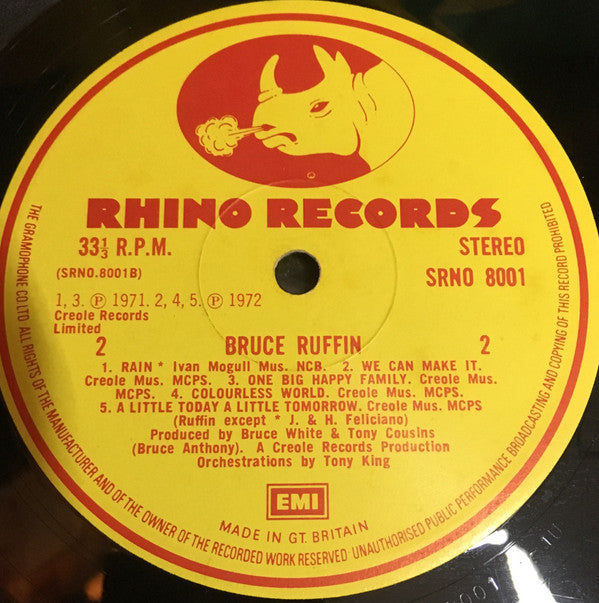 RHINO RECORDS
33⅓ R.P.M.
STEREO
(SRNO.8001B)
SRNO 8001
1, 3. ℗ 1971. 2, 4, 5. ℗ 1972
Creole Records
Limited
2 BRUCE RUFFIN 2
1. RAIN * Ivan Mogull Mus. NCB. 2. WE CAN MAKE IT.
Creole Mus. MCPS. 3. ONE BIG HAPPY FAMILY. Creole Mus.
MCPS. 4. COLOURLESS WORLD. Creole Mus. MCPS.
5. A LITTLE TODAY A LITTLE TOMORROW. Creole Mus. MCPS
(Ruffin except * J. & H. Feliciano)
Produced by Bruce White & Tony Cousins
(Bruce Anthony). A Creole Records Production
Orchestrations by Tony King
EMI
MADE IN GT. BRITAIN
THE GRAMOPHONE CO. LTD. ALL RIGHTS OF THE MANUFACTURER AND OF THE OWNER OF THE RECORDED WORK RESERVED · UNAUTHORISED PUBLIC PERFORMANCE BROADCASTING AND COPYING OF THIS RECORD PROHIBITED